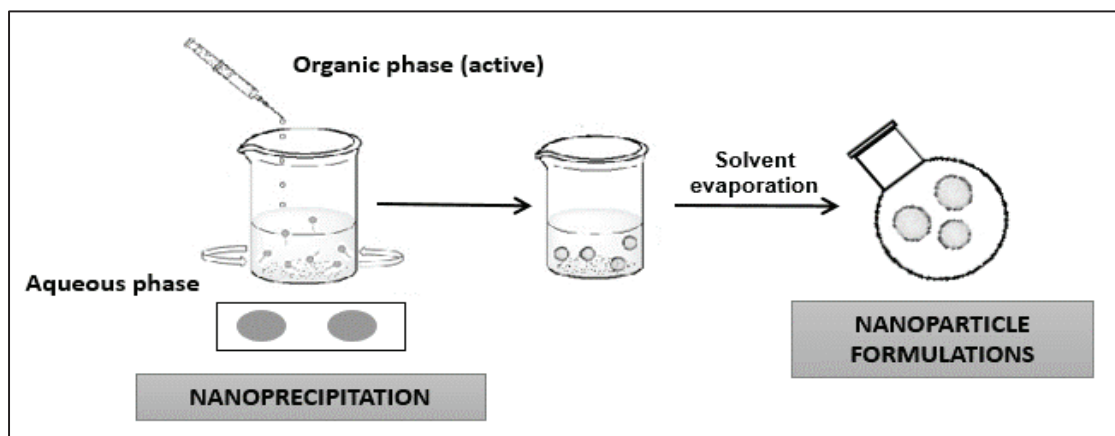 Organic phase (active)
Solvent
evaporation
Aqueous phase
NANOPRECIPITATION
NANOPARTICLE
FORMULATIONS